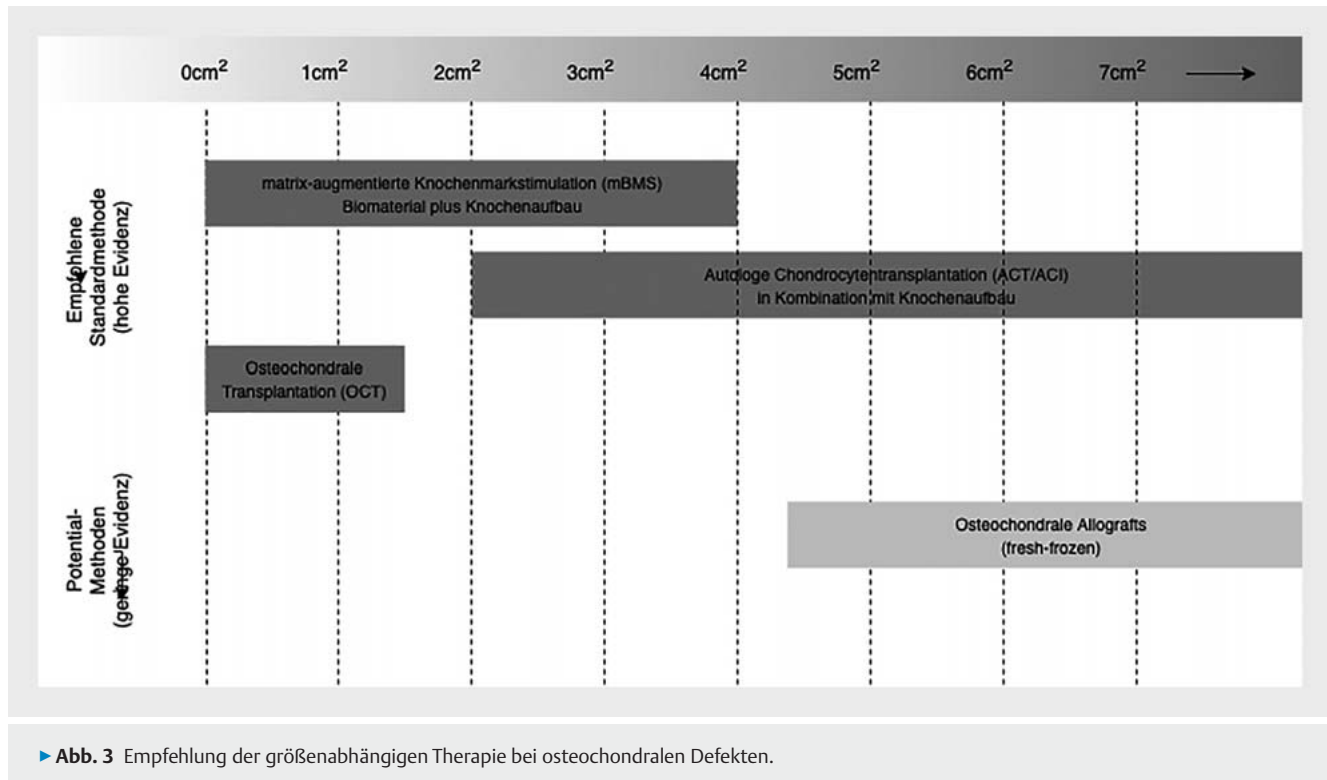 0cm² 1cm² 2cm² 3cm² 4cm² 5cm² 6cm² 7cm²
Empfohlene
Standardmethode
(hohe Evidenz)
matrix-augmentierte Knochenmarkstimulation (mBMS)
Biomaterial plus Knochenaufbau
Autologe Chondrocytentransplantation (ACT/ACI)
in Kombination mit Knochenaufbau
Osteochondrale
Transplantation (OCT)
Potential-
Methoden
(geringe Evidenz)
Osteochondrale Allografts
(fresh-frozen)
▶ Abb. 3 Empfehlung der größenabhängigen Therapie bei osteochondralen Defekten.